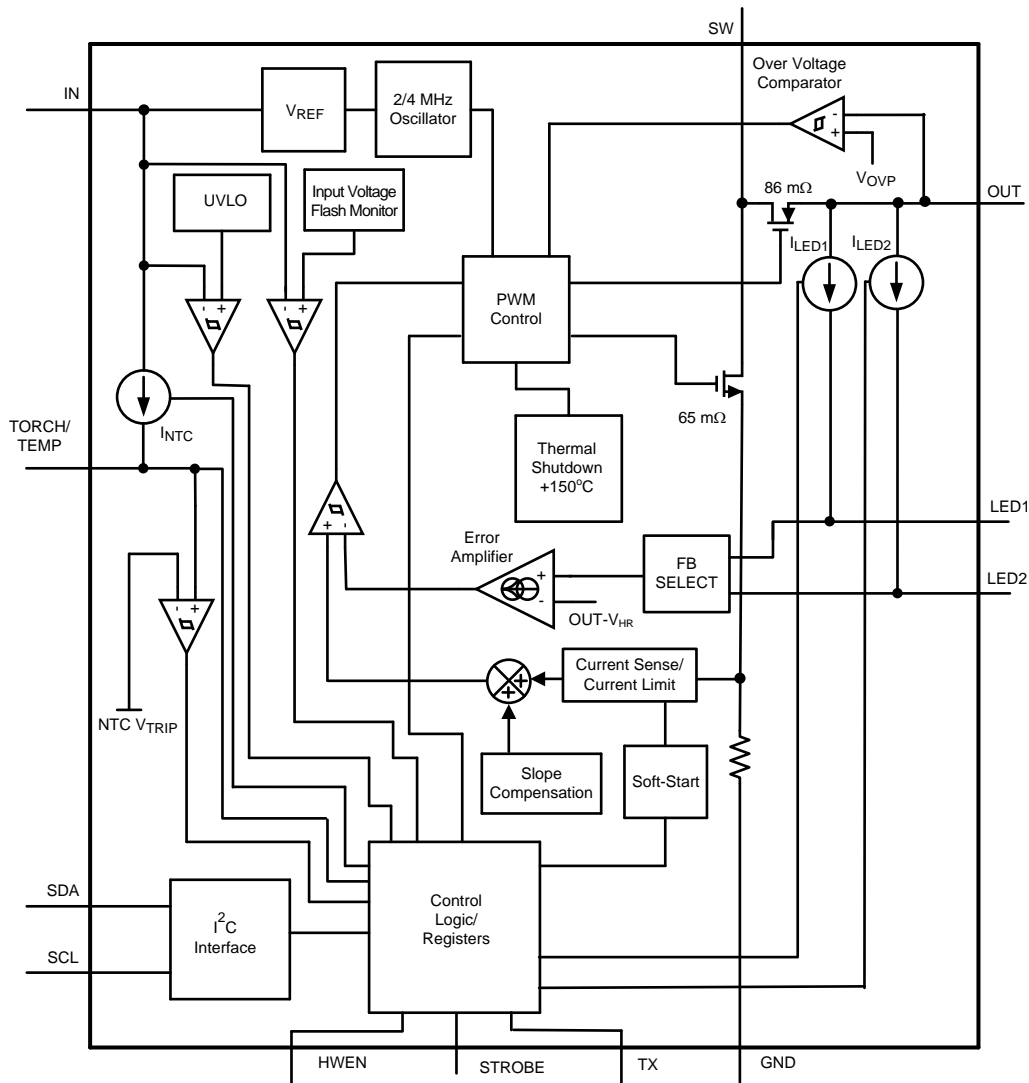 SW
Over Voltage
Comparator
IN
VREF
2/4 MHz
Oscillator
-
+
VOVP
UVLO
Input Voltage
Flash Monitor
86 mΩ
OUT
ILED1
ILED2
- +
- +
PWM
Control
65 mΩ
INTC
TORCH/
TEMP
Thermal
Shutdown
+150°C
+ -
LED1
Error
Amplifier
+
-
FB
SELECT
LED2
OUT-VHR
- +
Current Sense/
Current Limit
+
+
NTC VTRIP
Slope
Compensation
Soft-Start
SDA
I2C
Interface
Control
Logic/
Registers
SCL
HWEN
STROBE
TX
GND